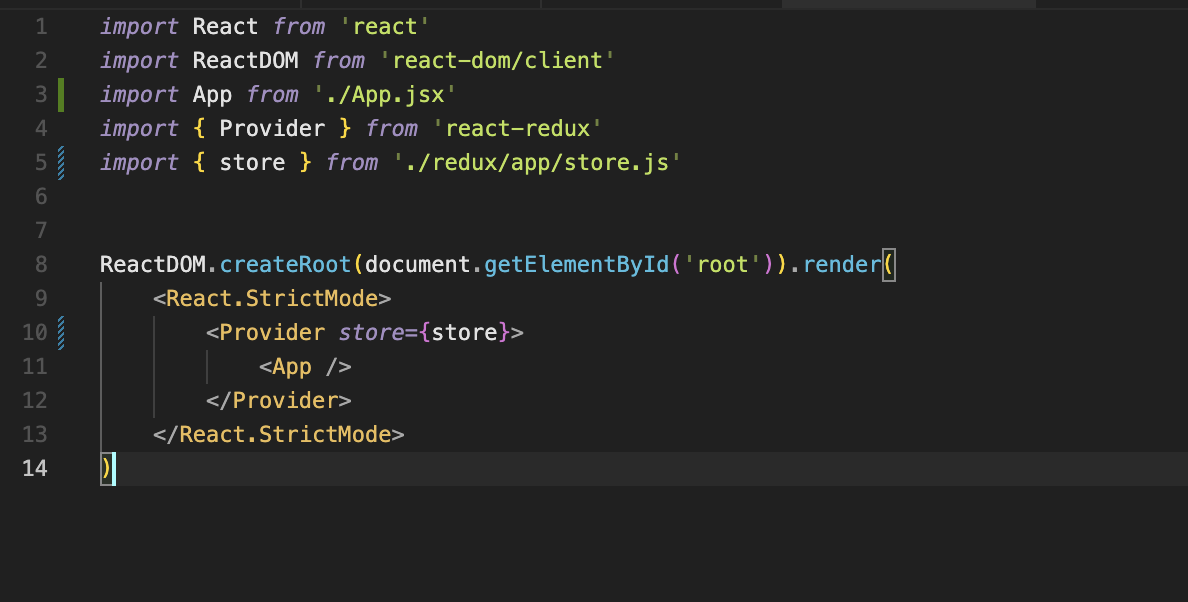 1 import React from 'react'
2 import ReactDOM from 'react-dom/client'
3 import App from './App.jsx'
4 import { Provider } from 'react-redux'
5 import { store } from './redux/app/store.js'
6
7
8 ReactDOM.createRoot(document.getElementById('root')).render(
9     <React.StrictMode>
10         <Provider store={store}>
11             <App />
12         </Provider>
13     </React.StrictMode>
14 )